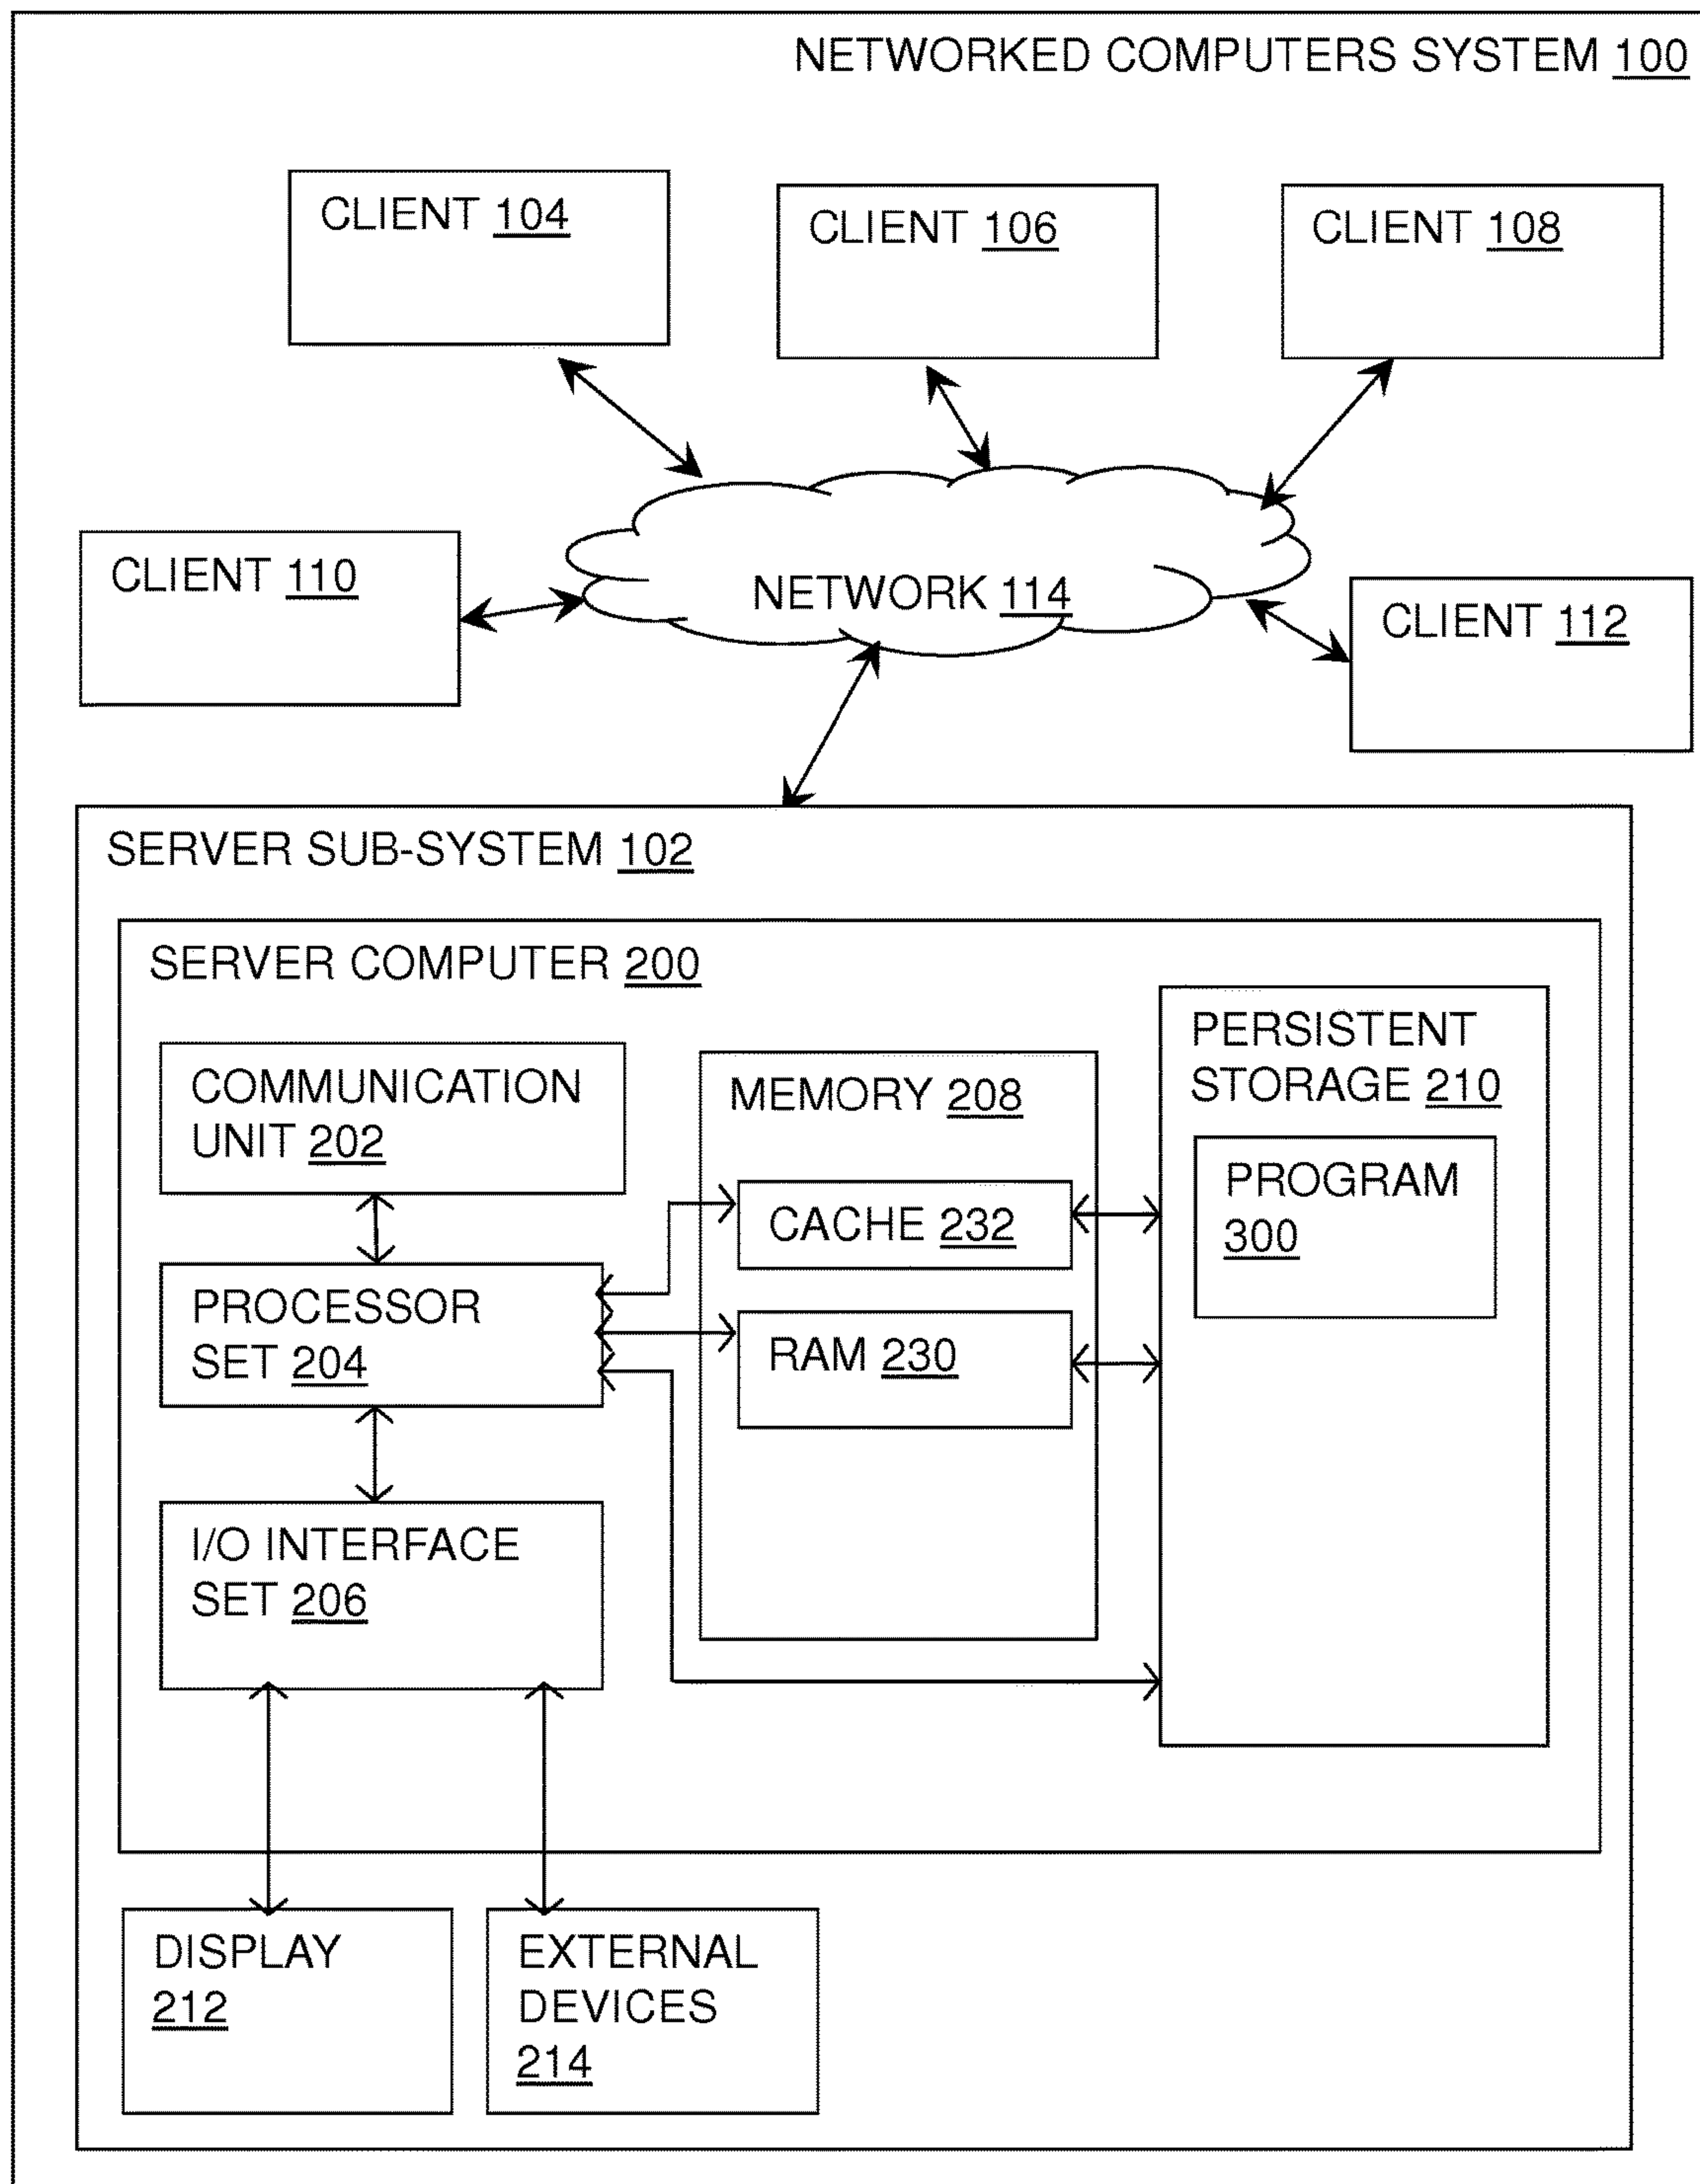 NETWORKED COMPUTERS SYSTEM 100
CLIENT 104
CLIENT 106
CLIENT 108
CLIENT 110
NETWORK 114
CLIENT 112
SERVER SUB-SYSTEM 102
SERVER COMPUTER 200
COMMUNICATION
UNIT 202
PROCESSOR
SET 204
I/O INTERFACE
SET 206
MEMORY 208
CACHE 232
RAM 230
PERSISTENT
STORAGE 210
PROGRAM
300
DISPLAY
212
EXTERNAL
DEVICES
214